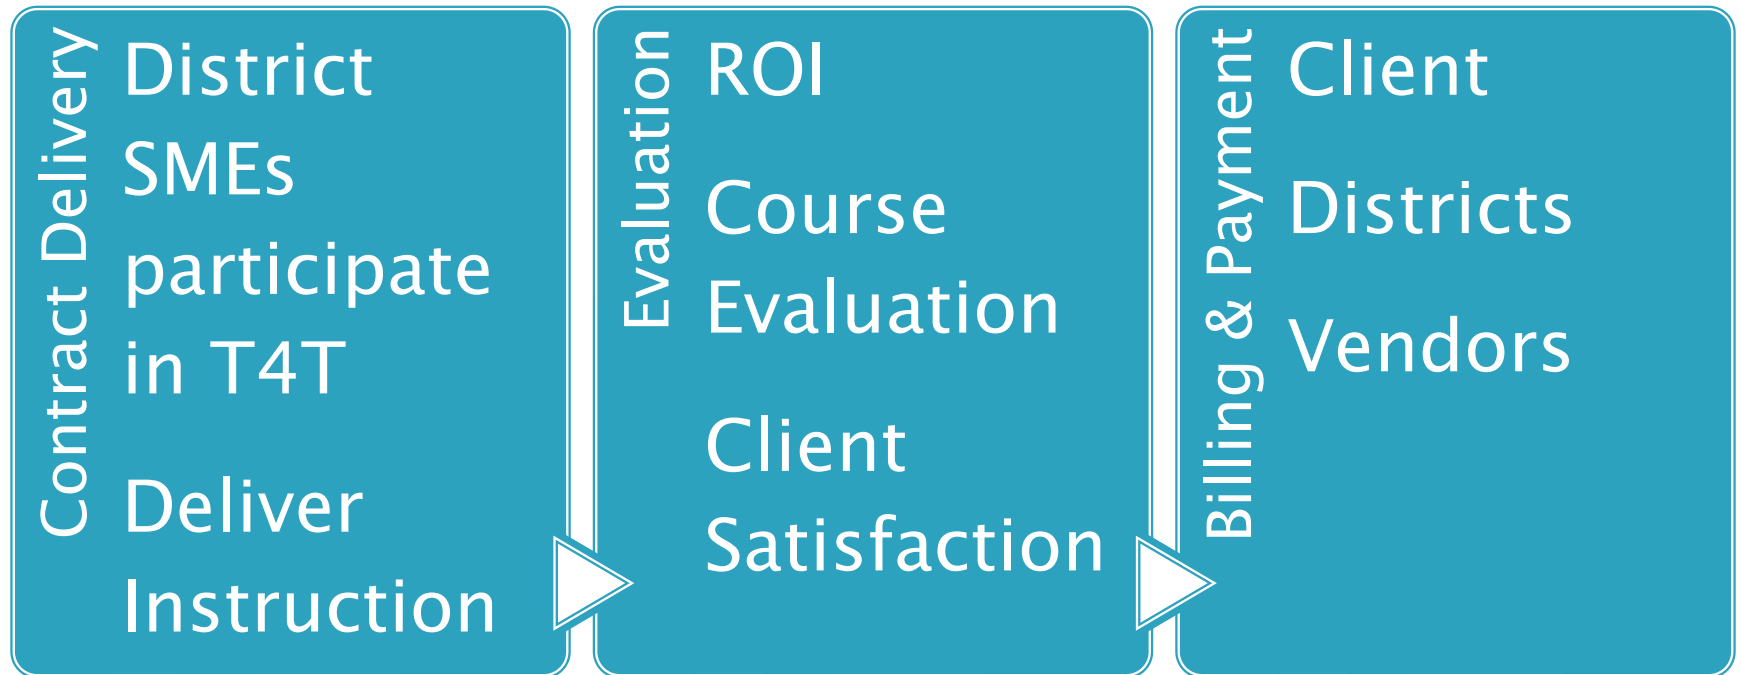 Contract Delivery
District
SMEs
participate
in T4T
Deliver
Instruction
Evaluation
ROI
Course
Evaluation
Client
Satisfaction
Billing & Payment
Client
Districts
Vendors